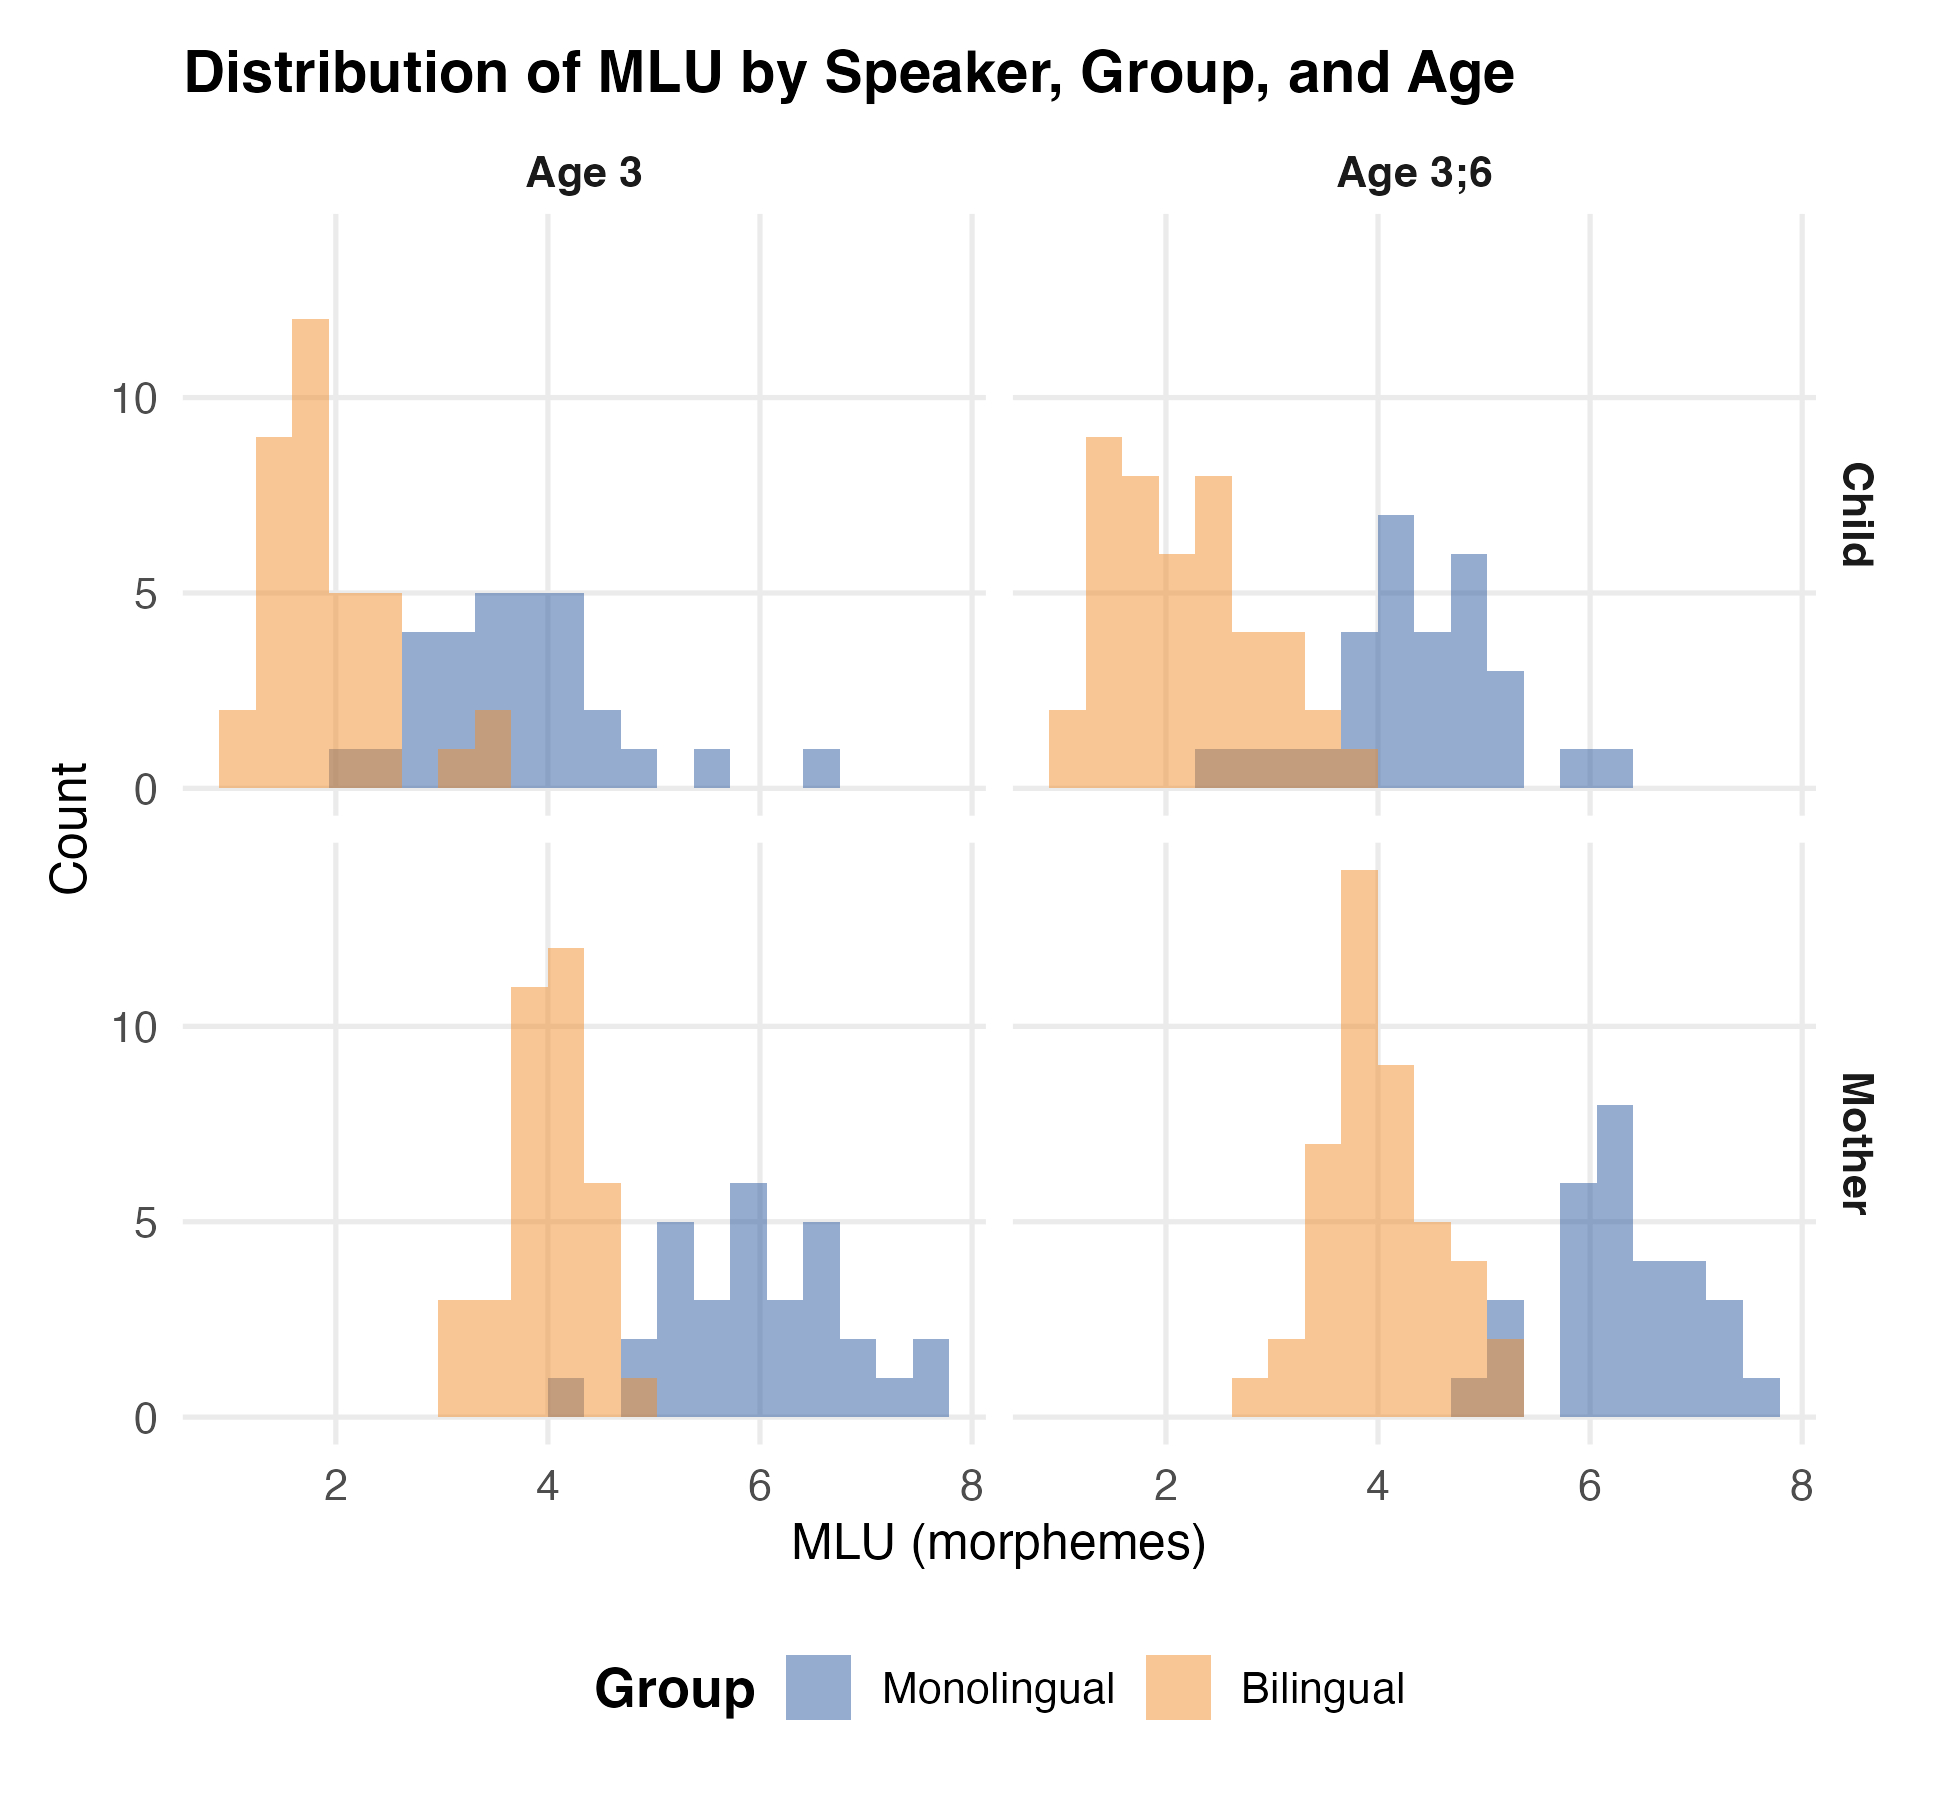 Distribution of MLU by Speaker, Group, and Age
Age 3
Age 3;6
10
5
0
Child
Count
10
5
0
Mother
2
4
6
8
2
4
6
8
MLU (morphemes)
Group
Monolingual
Bilingual